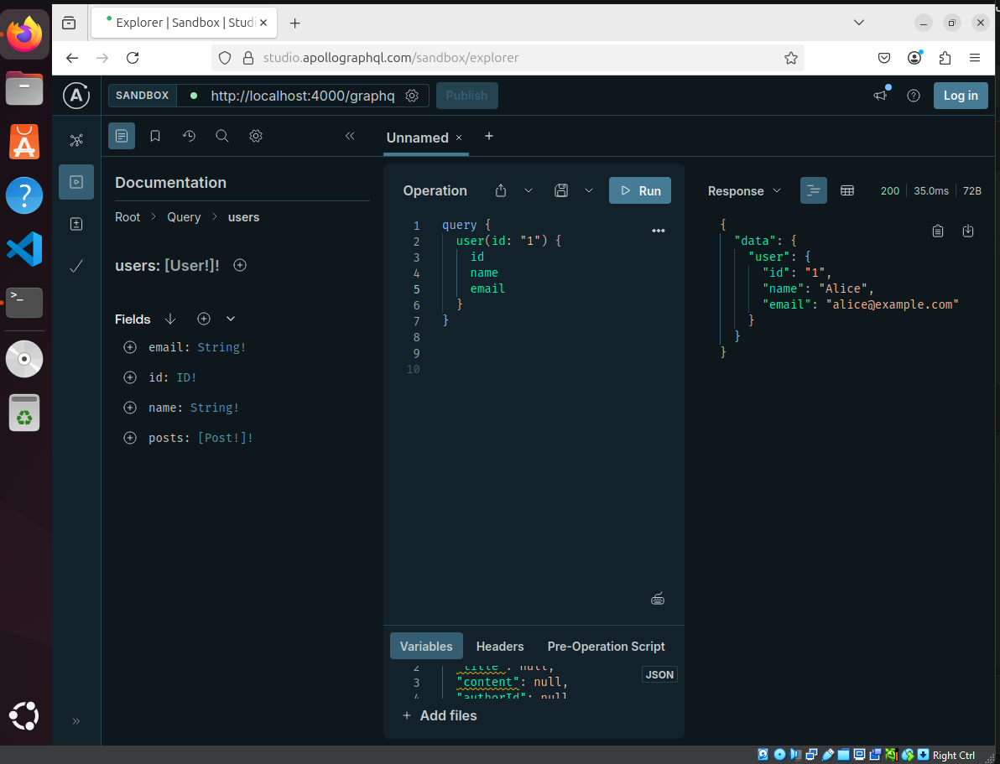 Explorer | Sandbox | Studi
studio.apollographql.com/sandbox/explorer
SANDBOX
http://localhost:4000/graphq
Publish
Log in
Unnamed
Documentation
Root > Query > users
users: [User!]!
Fields
email: String!
id: ID!
name: String!
posts: [Post!]!
Operation
Run
1 query {
2 user(id: "1") {
3 id
4 name
5 email
6 }
7 }
8
9
10
Variables
Headers
Pre-Operation Script
2 "title": null,
3 "content": null,
4 "authorId": null
JSON
+ Add files
Response
200
35.0ms
72B
{
"data": {
"user": {
"id": "1",
"name": "Alice",
"email": "alice@example.com"
}
}
}
Right Ctrl